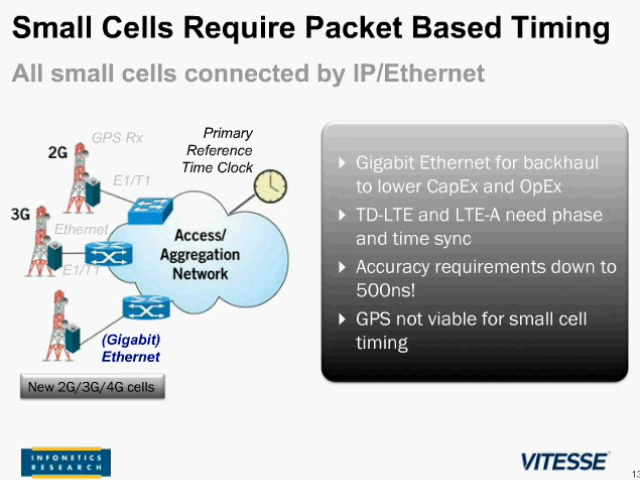 Small Cells Require Packet Based Timing
All small cells connected by IP/Ethernet
GPS Rx
2G
E1/T1
Primary
Reference
Time Clock
3G
Ethernet
E1/T1
Access/
Aggregation
Network
(Gigabit)
Ethernet
New 2G/3G/4G cells
Gigabit Ethernet for backhaul
to lower CapEx and OpEx
TD-LTE and LTE-A need phase
and time sync
Accuracy requirements down to
500ns!
GPS not viable for small cell
timing
INFONETICS
RESEARCH
VITESSE
13